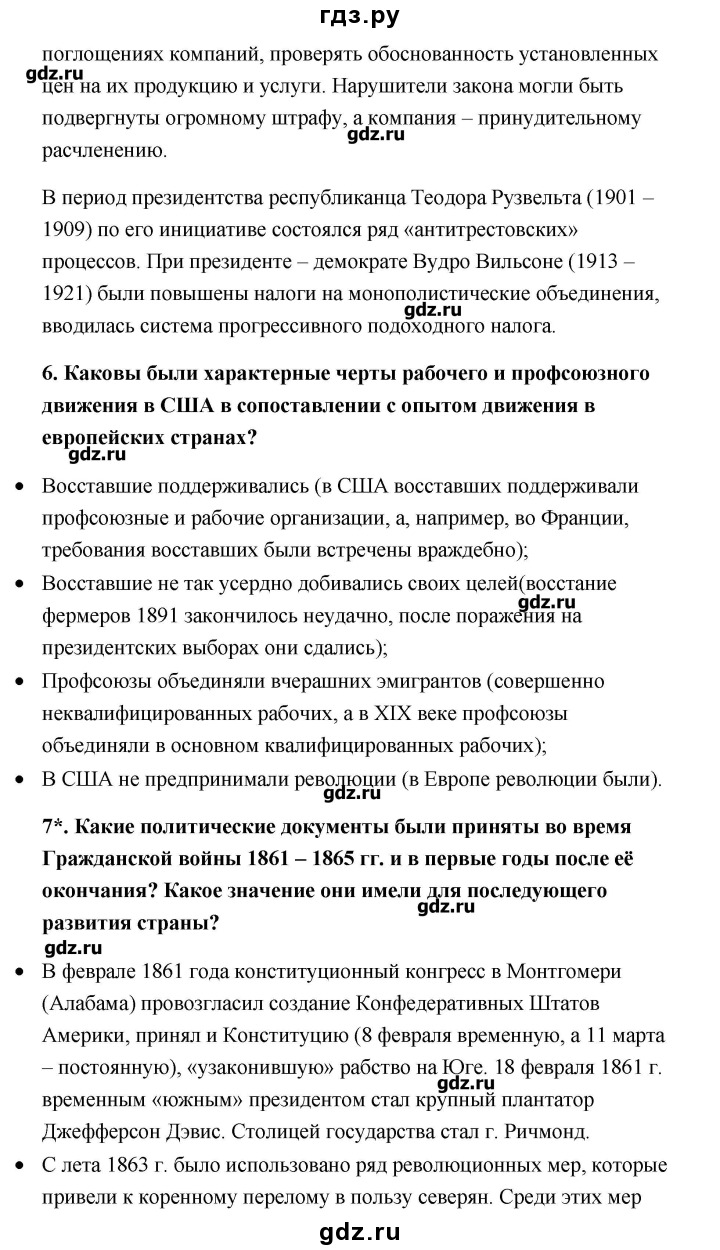 гдз.ру
поглощениях компаний, проверять обоснованность установленных
gdz.ru
цен на их продукцию и услуги. Нарушители закона могли быть
подвергнуты огромному штрафу, а компания – принудительному
gdz.ru
расчленению.
В период президентства республиканца Теодора Рузвельта (1901 –
1909) по его инициативе состоялся ряд «антитрестовских»
процессов. При президенте – демократе Вудро Вильсоне (1913 –
1921) были повышены налоги на монополистические объединения,
gdz.ru
вводилась система прогрессивного подоходного налога.
6. Каковы были характерные черты рабочего и профсоюзного
движения в США в сопоставлении с опытом движения в
европейских странах?
gdz.ru
• Восставшие поддерживались (в США восставших поддерживали
профсоюзные и рабочие организации, а, например, во Франции,
требования восставших были встречены враждебно);
• Восставшие не так усердно добивались своих целей(восстание
gdz.ru
фермеров 1891 закончилось неудачно, после поражения на
президентских выборах они сдались);
• Профсоюзы объединяли вчерашних эмигрантов (совершенно
неквалифицированных рабочих, а в XIX веке профсоюзы
объединяли в основном квалифицированных рабочих);
• В США не предпринимали революции (в Европе революции были).
gdz.ru
7*. Какие политические документы были приняты во время
Гражданской войны 1861 – 1865 гг. и в первые годы после её
окончания? Какое значение они имели для последующего
gdz.ru
развития страны?
gdz.ru
• В феврале 1861 года конституционный конгресс в Монтгомери
(Алабама) провозгласил создание Конфедеративных Штатов
Америки, принял и Конституцию (8 февраля временную, а 11 марта
– постоянную), «узаконившую» рабство на Юге. 18 февраля 1861 г.
gdz.ru
временным «южным» президентом стал крупный плантатор
Джефферсон Дэвис. Столицей государства стал г. Ричмонд.
• С лета 1863 г. было использовано ряд революционных мер, которые
привели к коренному перелому в пользу северян. Среди этих мер
gdz.ru